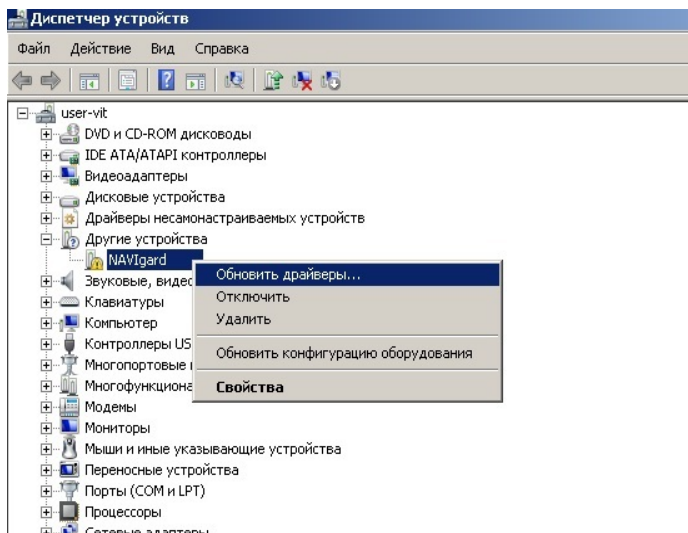 Диспетчер устройств
Файл Действие Вид Справка
user-vit
DVD и CD-ROM дисководы
IDE ATA/ATAPI контроллеры
Видеоадаптеры
Дисковые устройства
Драйверы несамонастраиваемых устройств
Другие устройства
NAVIgard
Обновить драйверы...
Отключить
Удалить
Обновить конфигурацию оборудования
Свойства
Звуковые, видео
Клавиатуры
Компьютер
Контроллеры US
Многопортовые
Многофункциона
Модемы
Мониторы
Мыши и иные указывающие устройства
Переносные устройства
Порты (COM и LPT)
Процессоры
Сетевые адаптеры